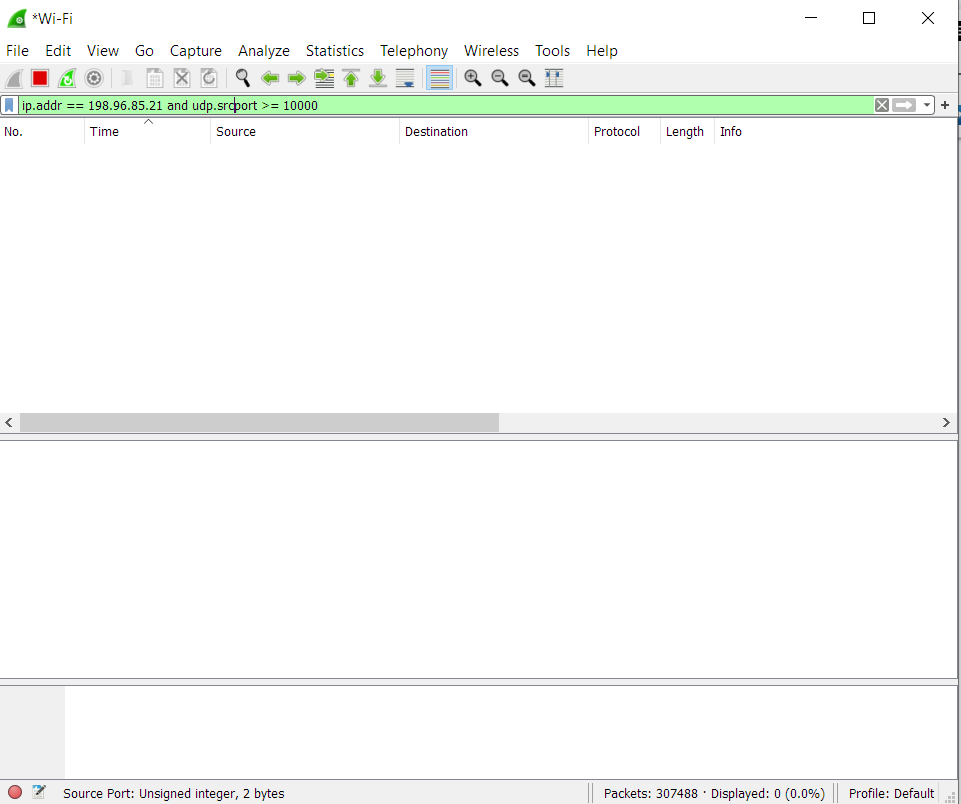 *Wi-Fi
File Edit View Go Capture Analyze Statistics Telephony Wireless Tools Help
ip.addr == 198.96.85.21 and udp.srcport >= 10000
No. Time Source Destination Protocol Length Info
Source Port: Unsigned integer, 2 bytes Packets: 307488 · Displayed: 0 (0.0%) Profile: Default